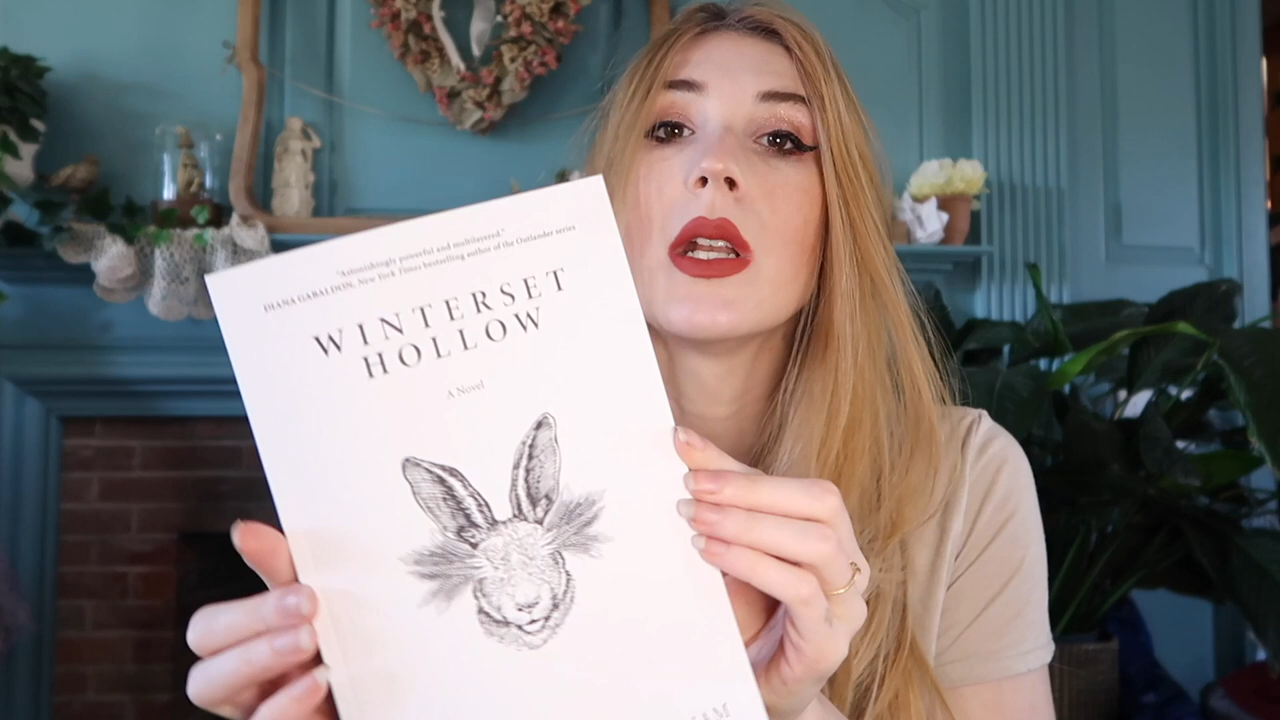 "Astonishingly powerful and multilayered."
DIANA GABALDON, New York Times bestselling author of the Outlander series
WINTERSET
HOLLOW
A Novel